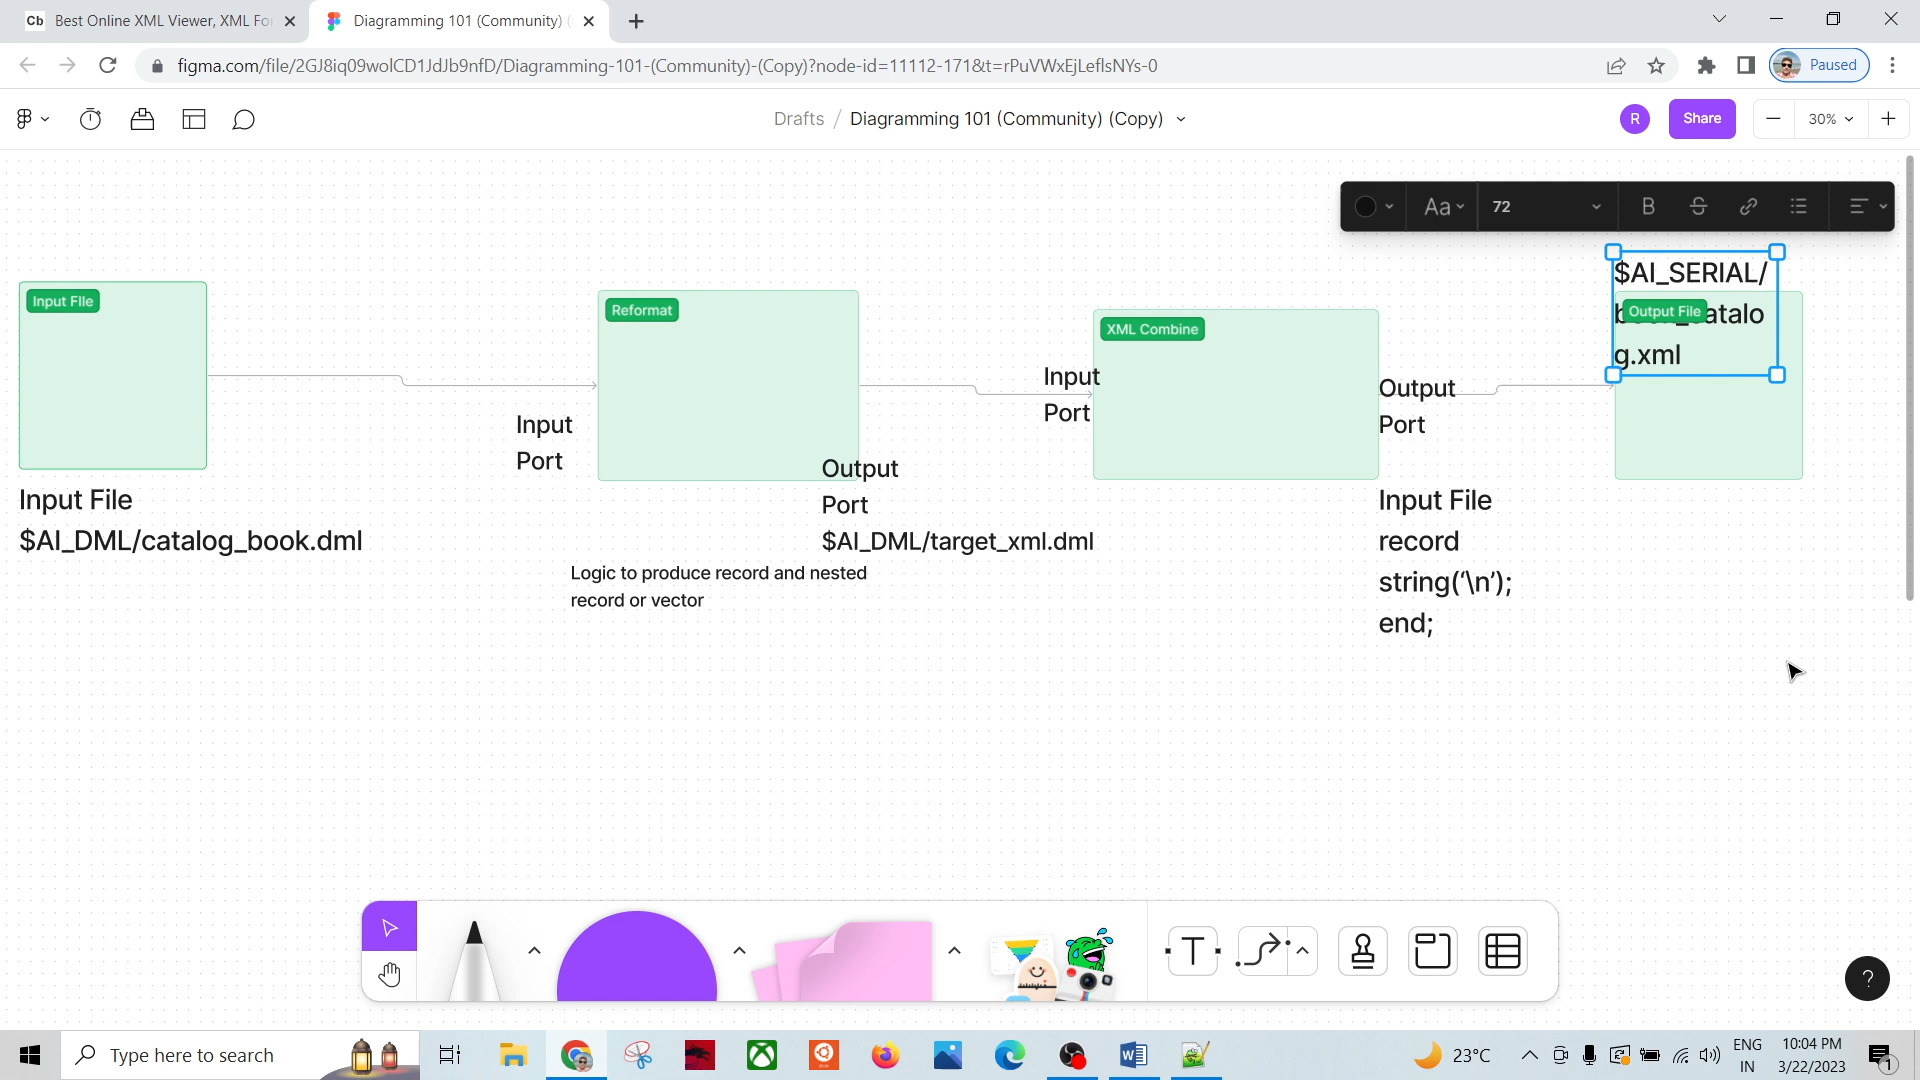 Cb Best Online XML Viewer, XML For
Diagramming 101 (Community) (
figma.com/file/2GJ8iq09wolCD1JdJb9nfD/Diagramming-101-(Community)-(Copy)?node-id=11112-171&t=rPuVWxEjLeflsNYs-0
Paused
Drafts / Diagramming 101 (Community) (Copy)
R
Share
30%
Aa
72
B
S
$AI_SERIAL/
Output File
atalo
g.xml
Input FIle
Reformat
XML Combine
Input
Port
Output
Port
Input
Port
Output
Port
$AI_DML/target_xml.dml
Input File
$AI_DML/catalog_book.dml
Input File
record
string('\n');
end;
Logic to produce record and nested
record or vector
T
?
Type here to search
23°C
ENG
IN
10:04 PM
3/22/2023
1